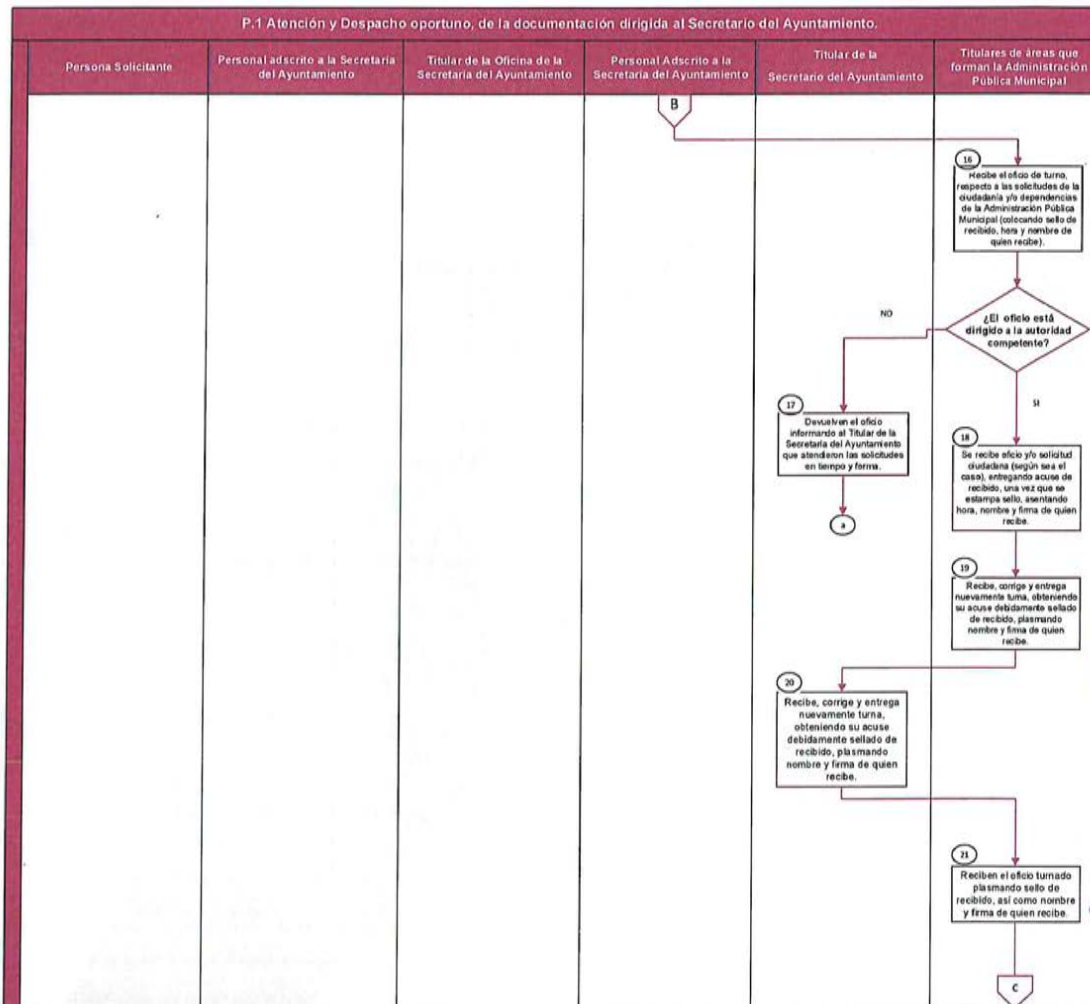 P.1 Atención y Despacho oportuno, de la documentación dirigida al Secretario del Ayuntamiento.
Persona Solicitante
Personal adscrito a la Secretaría
del Ayuntamiento
Titular de la Oficina de la
Secretaría del Ayuntamiento
Personal Adscrito a la
Secretaría del Ayuntamiento
Titular de la
Secretario del Ayuntamiento
Titulares de áreas que
forman la Administración
Pública Municipal
B
16
Recibe el oficio de turno,
respecto a las solicitudes de la
ciudadanía y/o dependencias
de la Administración Pública
Municipal (colocando sello de
recibido, hora y nombre de
quien recibe).
¿El oficio está
dirigido a la autoridad
competente?
NO
SI
17
Devuelven el oficio
informando al Titular de la
Secretaría del Ayuntamiento
que atendieron las solicitudes
en tiempo y forma.
a
18
Se recibe oficio y/o solicitud
ciudadana (según sea el
caso), entregando acuse de
recibido, una vez que se
estampa sello, asentando
hora, nombre y firma de quien
recibe.
19
Recibe, corrige y entrega
nuevamente turna, obteniendo
su acuse debidamente sellado
de recibido, plasmando
nombre y firma de quien
recibe.
20
Recibe, corrige y entrega
nuevamente turna,
obteniendo su acuse
debidamente sellado de
recibido, plasmando
nombre y firma de quien
recibe.
21
Reciben el oficio turnado
plasmando sello de
recibido, así como nombre
y firma de quien recibe.
C